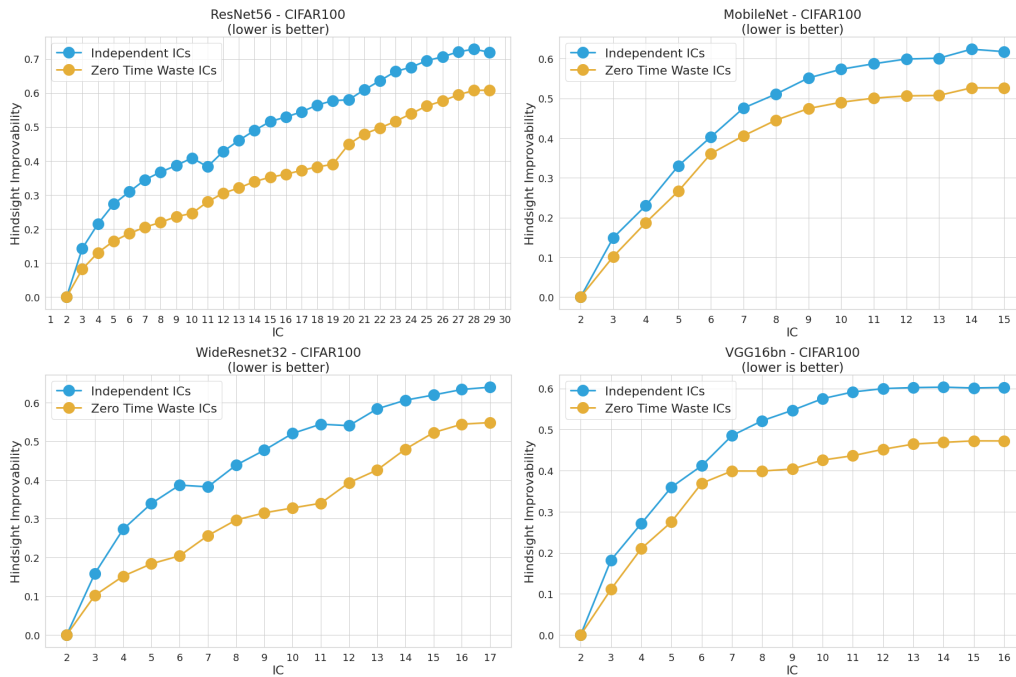 ResNet56 - CIFAR100
(lower is better)
Independent ICs
Zero Time Waste ICs
Hindsight Improvability
0.7
0.6
0.5
0.4
0.3
0.2
0.1
0.0
1 2 3 4 5 6 7 8 9 10 11 12 13 14 15 16 17 18 19 20 21 22 23 24 25 26 27 28 29 30
IC
MobileNet - CIFAR100
(lower is better)
Independent ICs
Zero Time Waste ICs
Hindsight Improvability
0.6
0.5
0.4
0.3
0.2
0.1
0.0
2 3 4 5 6 7 8 9 10 11 12 13 14 15
IC
WideResnet32 - CIFAR100
(lower is better)
Independent ICs
Zero Time Waste ICs
Hindsight Improvability
0.6
0.5
0.4
0.3
0.2
0.1
0.0
2 3 4 5 6 7 8 9 10 11 12 13 14 15 16 17
IC
VGG16bn - CIFAR100
(lower is better)
Independent ICs
Zero Time Waste ICs
Hindsight Improvability
0.6
0.5
0.4
0.3
0.2
0.1
0.0
2 3 4 5 6 7 8 9 10 11 12 13 14 15 16
IC